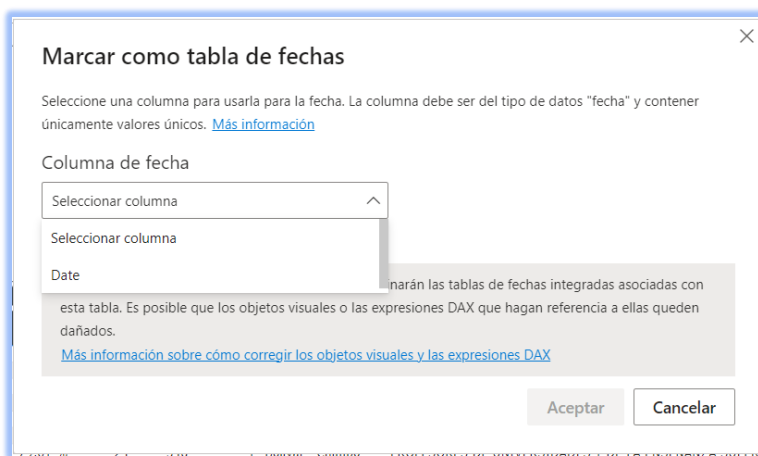 Marcar como tabla de fechas
Seleccione una columna para usarla para la fecha. La columna debe ser del tipo de datos "fecha" y contener
únicamente valores únicos. Más información
Columna de fecha
Seleccionar columna
Seleccionar columna
Date
inarán las tablas de fechas integradas asociadas con
esta tabla. Es posible que los objetos visuales o las expresiones DAX que hagan referencia a ellas queden
dañados.
Más información sobre cómo corregir los objetos visuales y las expresiones DAX
Aceptar Cancelar